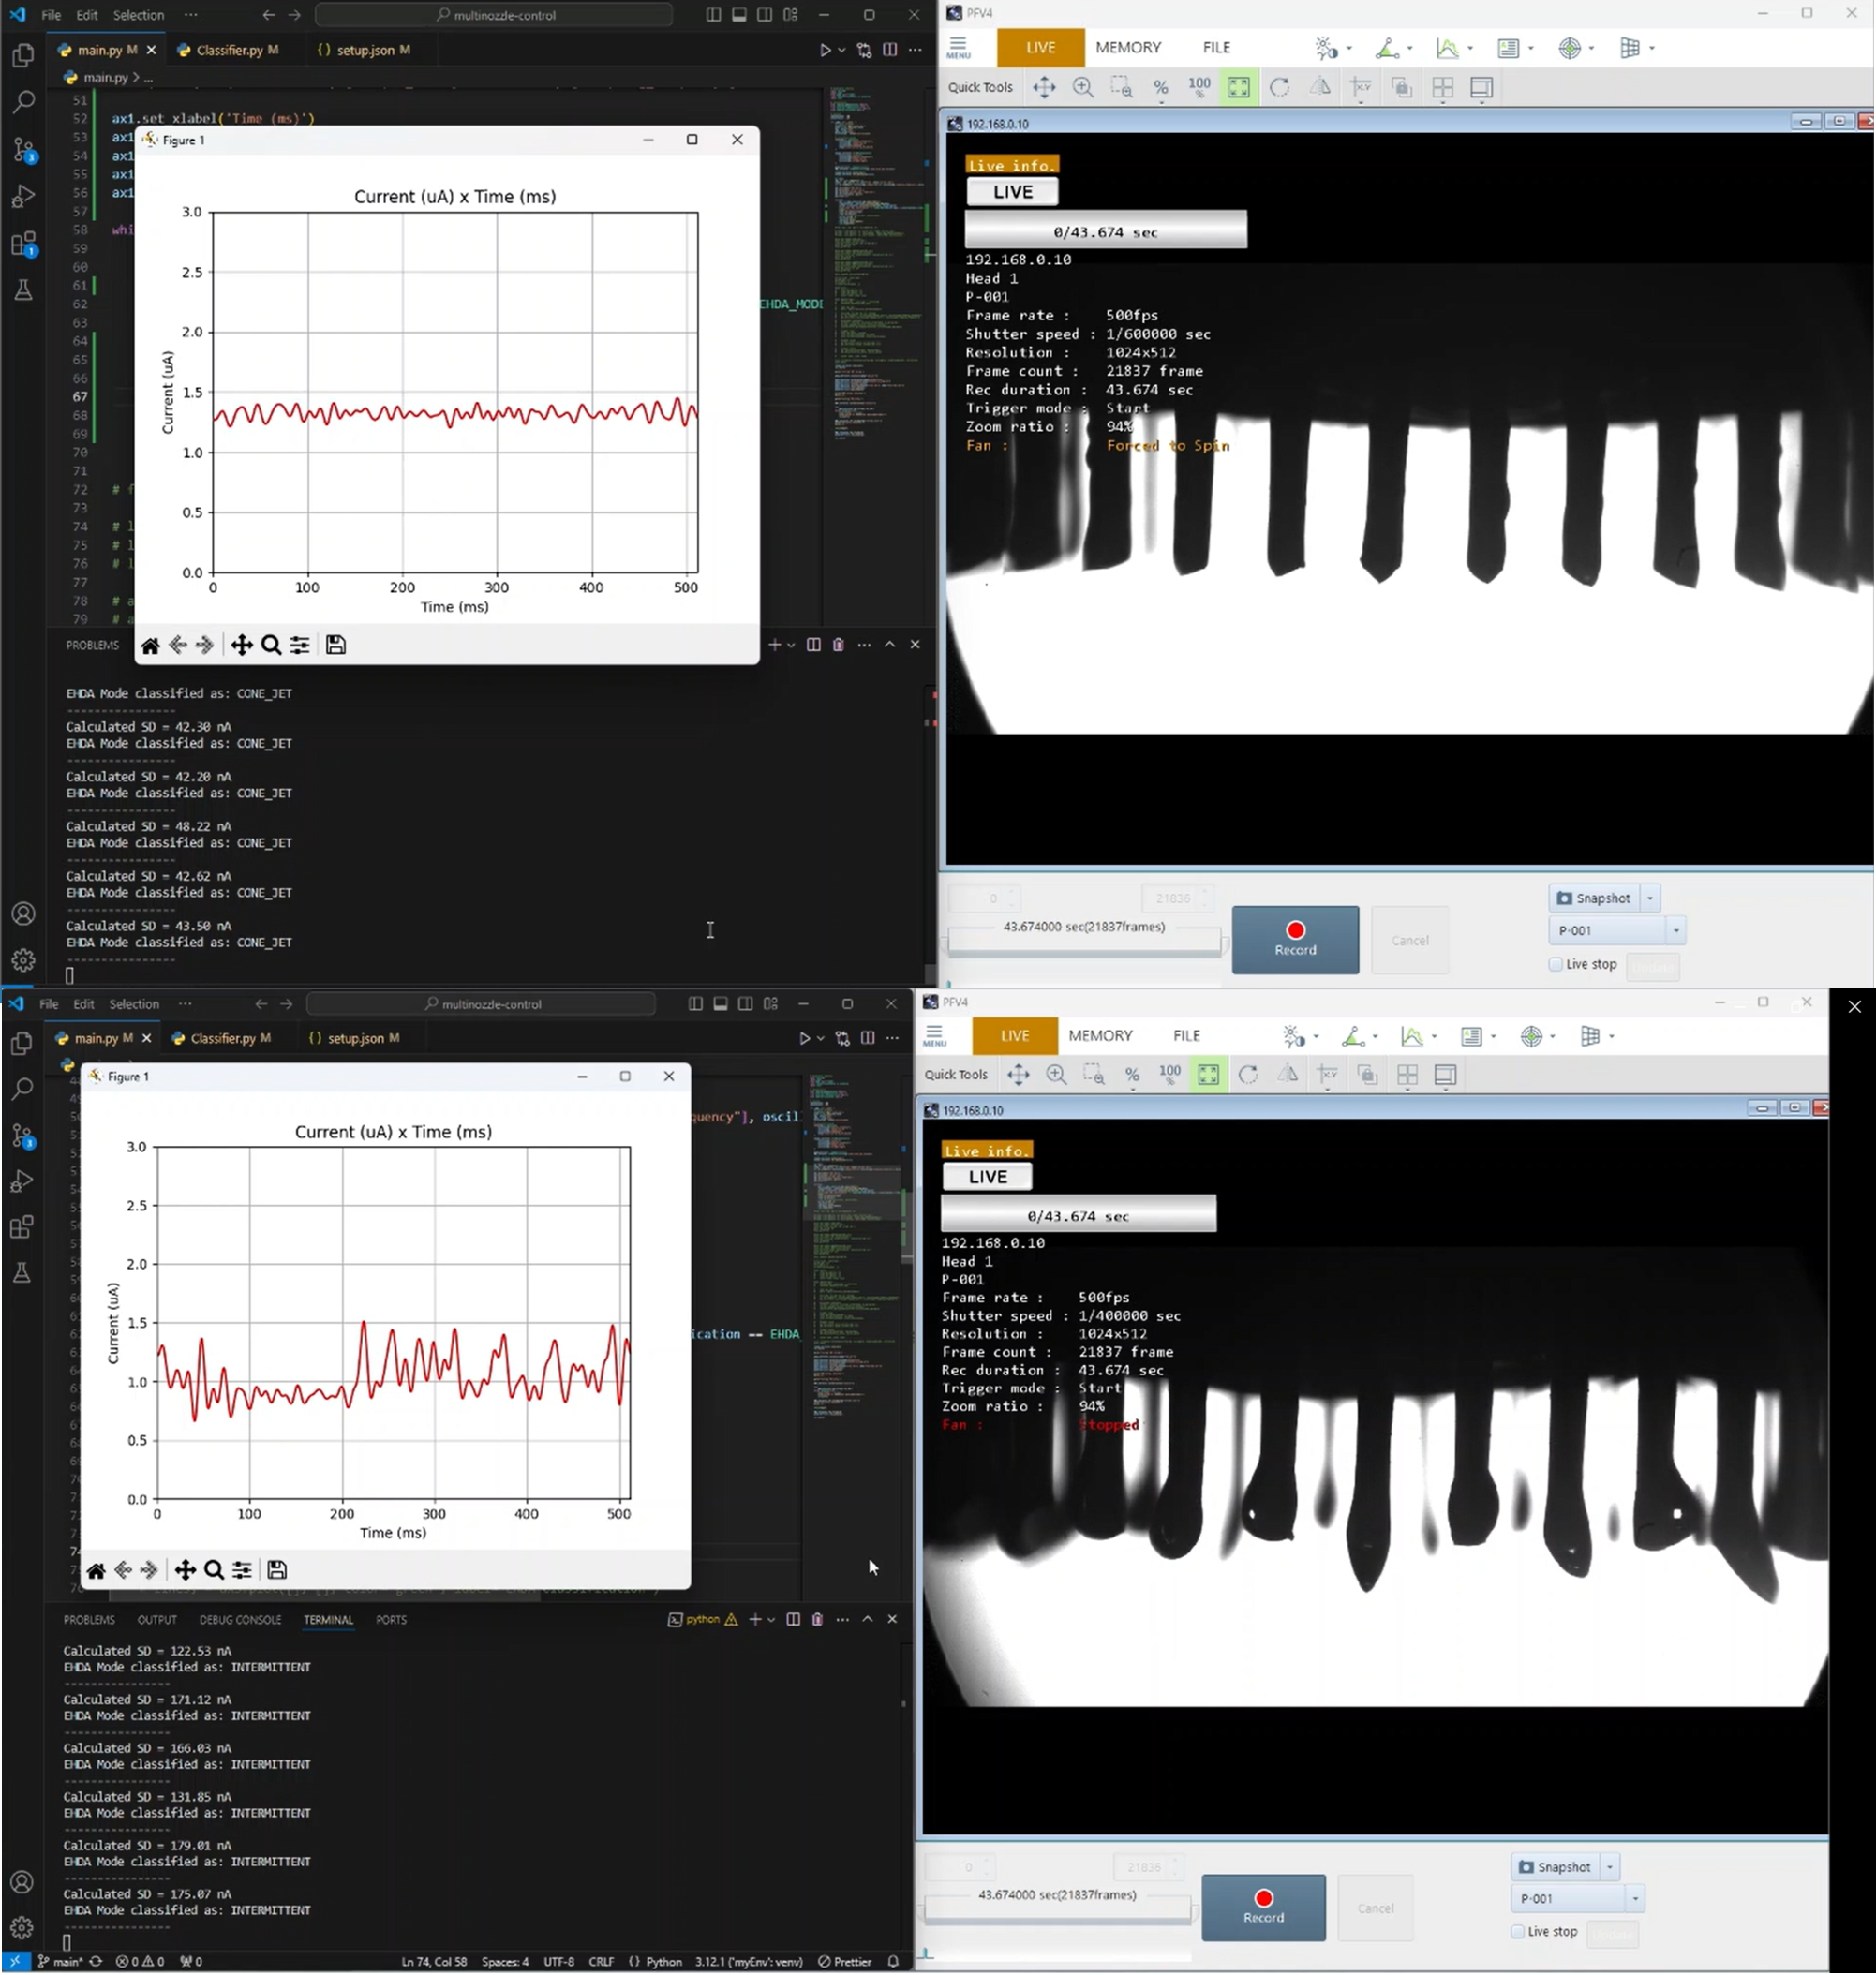 File Edit Selection ··· multinozzle-control
main.py M Classifier.py M {} setup.json M
main.py > ...
51
52 ax1.set_xlabel('Time (ms)')
53 ax1
54 ax1
55 ax1
56 ax1
57
58 whi
59
60
61
62 EHDA_MODE
63
64
65
66
67
68
69
70
71
72 # f
73
74 # l
75 # l
76 # l
77
78 # a
79 # a
Figure 1
Current (uA) x Time (ms)
3.0
2.5
2.0
1.5
1.0
0.5
0.0
Current (uA)
0 100 200 300 400 500
Time (ms)
PROBLEMS
EHDA Mode classified as: CONE_JET
----------------
Calculated SD = 42.30 nA
EHDA Mode classified as: CONE_JET
----------------
Calculated SD = 42.20 nA
EHDA Mode classified as: CONE_JET
----------------
Calculated SD = 48.22 nA
EHDA Mode classified as: CONE_JET
----------------
Calculated SD = 42.62 nA
EHDA Mode classified as: CONE_JET
----------------
Calculated SD = 43.50 nA
EHDA Mode classified as: CONE_JET
----------------
PFV4
MENU LIVE MEMORY FILE
Quick Tools % 100 %
192.168.0.10
Live info.
LIVE
0/43.674 sec
192.168.0.10
Head 1
P-001
Frame rate : 500fps
Shutter speed : 1/600000 sec
Resolution : 1024x512
Frame count : 21837 frame
Rec duration : 43.674 sec
Trigger mode : Start
Zoom ratio : 94%
Fan : Forced to Spin
0 21836
43.674000 sec(21837frames)
Record
Cancel
Snapshot
P-001
Live stop
File Edit Selection ··· multinozzle-control
main.py M Classifier.py M {} setup.json M
quency"], oscil
ication == EHDA_
74
Figure 1
Current (uA) x Time (ms)
3.0
2.5
2.0
1.5
1.0
0.5
0.0
Current (uA)
0 100 200 300 400 500
Time (ms)
PROBLEMS OUTPUT DEBUG CONSOLE TERMINAL PORTS python
Calculated SD = 122.53 nA
EHDA Mode classified as: INTERMITTENT
----------------
Calculated SD = 171.12 nA
EHDA Mode classified as: INTERMITTENT
----------------
Calculated SD = 166.03 nA
EHDA Mode classified as: INTERMITTENT
----------------
Calculated SD = 131.85 nA
EHDA Mode classified as: INTERMITTENT
----------------
Calculated SD = 179.01 nA
EHDA Mode classified as: INTERMITTENT
----------------
Calculated SD = 175.07 nA
EHDA Mode classified as: INTERMITTENT
----------------
main* 0 0 0 Ln 74, Col 58 Spaces: 4 UTF-8 CRLF {} Python 3.12.1 ('myEnv': venv) Prettier
PFV4
MENU LIVE MEMORY FILE
Quick Tools % 100 %
192.168.0.10
Live info.
LIVE
0/43.674 sec
192.168.0.10
Head 1
P-001
Frame rate : 500fps
Shutter speed : 1/400000 sec
Resolution : 1024x512
Frame count : 21837 frame
Rec duration : 43.674 sec
Trigger mode : Start
Zoom ratio : 94%
Fan : Stopped
0 21836
43.674000 sec(21837frames)
Record
Cancel
Snapshot
P-001
Live stop